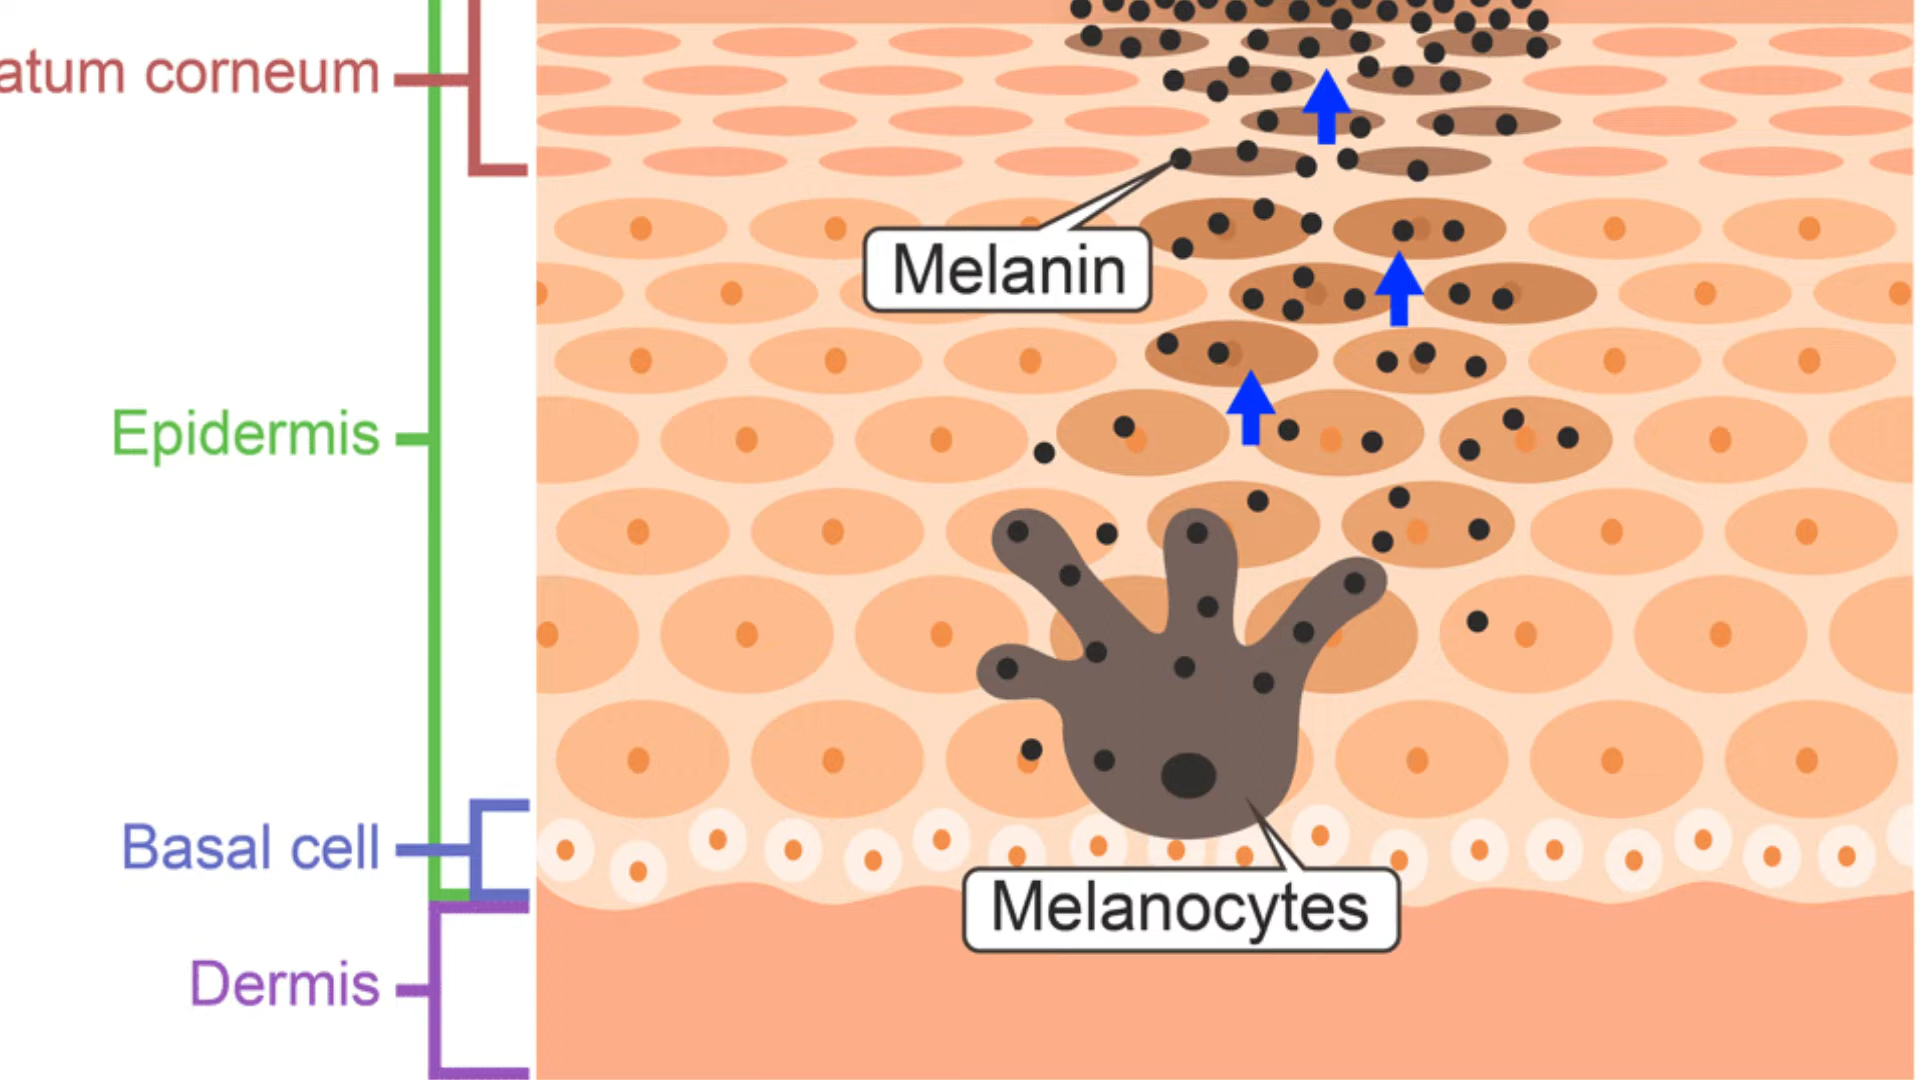 atum corneum
Melanin
Epidermis
Basal cell
Melanocytes
Dermis